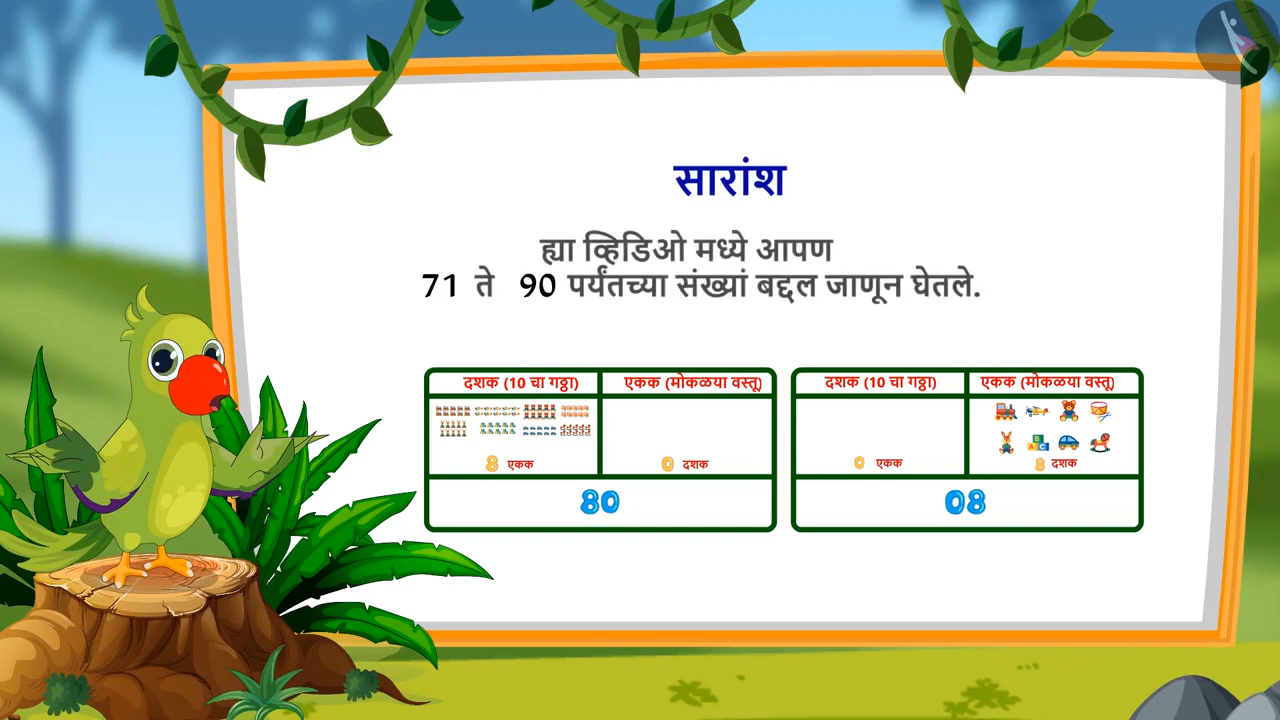 सारांश
ह्या व्हिडिओ मध्ये आपण
71 ते 90 पर्यंतच्या संख्यां बद्दल जाणून घेतले.
दशक (10 चा गठ्ठा) एकक (मोकळया वस्तू)
8 एकक 0 दशक
80
दशक (10 चा गठ्ठा) एकक (मोकळया वस्तू)
0 एकक 8 दशक
08